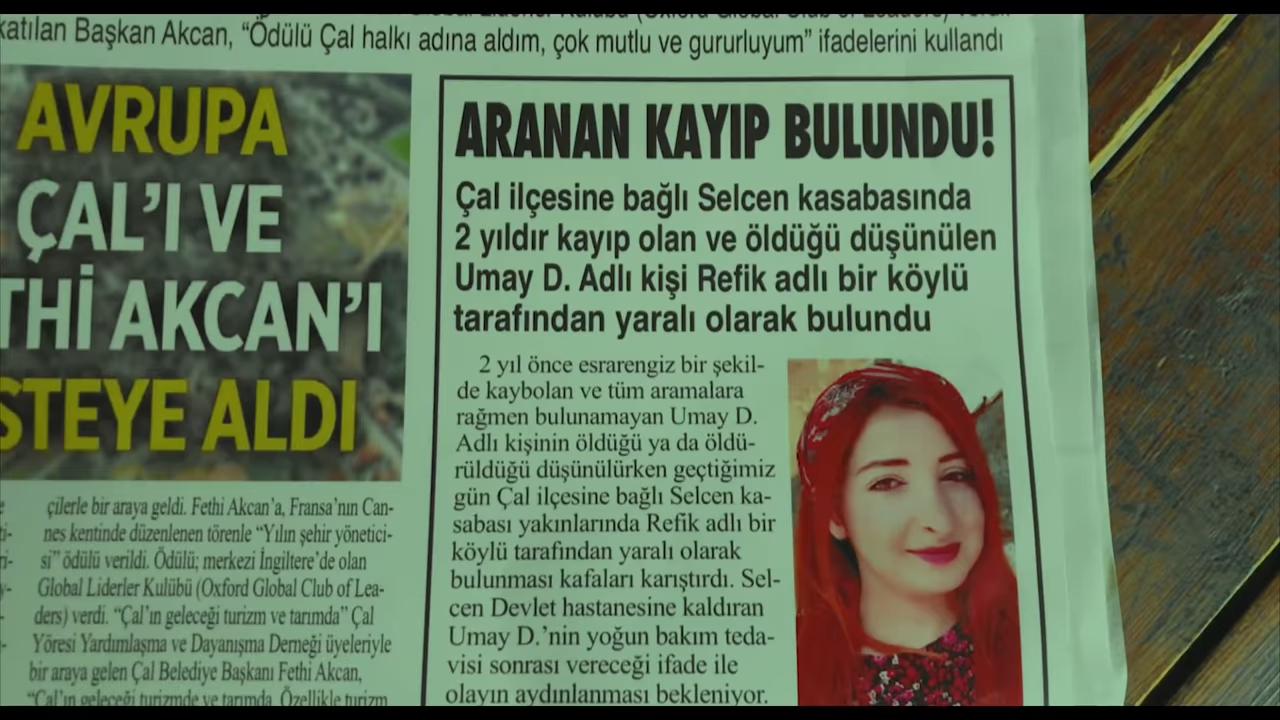 katılan Başkan Akcan, “Ödülü Çal halkı adına aldım, çok mutlu ve gururluyum” ifadelerini kullandı
AVRUPA
ÇAL’I VE
THİ AKCAN’I
STEYE ALDI
çilerle bir araya geldi. Fethi Akcan’a, Fransa’nın Can-
nes kentinde düzenlenen törenle “Yılın şehir yönetici-
si” ödülü verildi. Ödülü; merkezi İngiltere’de olan
Global Liderler Kulübü (Oxford Global Club of Lea-
ders) verdi. “Çal’ın geleceği turizm ve tarımda” Çal
Yöresi Yardımlaşma ve Dayanışma Derneği üyeleriyle
bir araya gelen Çal Belediye Başkanı Fethi Akcan,
“Çal’ın geleceği turizmde ve tarımda. Özellikle turizm
ARANAN KAYIP BULUNDU!
Çal ilçesine bağlı Selcen kasabasında
2 yıldır kayıp olan ve öldüğü düşünülen
Umay D. Adlı kişi Refik adlı bir köylü
tarafından yaralı olarak bulundu
2 yıl önce esrarengiz bir şekil-
de kaybolan ve tüm aramalara
rağmen bulunamayan Umay D.
Adlı kişinin öldüğü ya da öldü-
rüldüğü düşünülürken geçtiğimiz
gün Çal ilçesine bağlı Selcen ka-
sabası yakınlarında Refik adlı bir
köylü tarafından yaralı olarak
bulunması kafaları karıştırdı. Sel-
cen Devlet hastanesine kaldıran
Umay D.’nin yoğun bakım teda-
visi sonrası vereceği ifade ile
olayın aydınlanması bekleniyor.